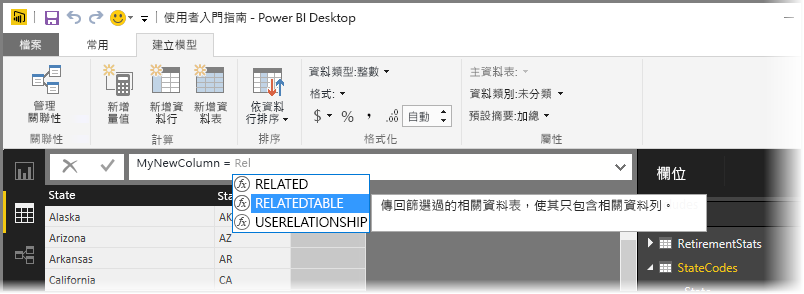 使用者入門指南 - Power BI Desktop
檔案 常用 建立模型
管理
關聯性
新增
量值
新增資
料行
新增資
料表
依資料
行排序
資料類型:整數
格式:
$ % , .00 自動
主資料表:
資料類別:未分類
預設摘要:加總
關聯性 計算 排序 格式化 屬性
MyNewColumn = Rel
欄位
RELATED
RELATEDTABLE
USERELATIONSHIP
傳回篩選過的相關資料表，使其只包含相關資料列。
State Sta
Alaska AK
Arizona AZ
Arkansas AR
California CA
RetirementStats
StateCodes
State